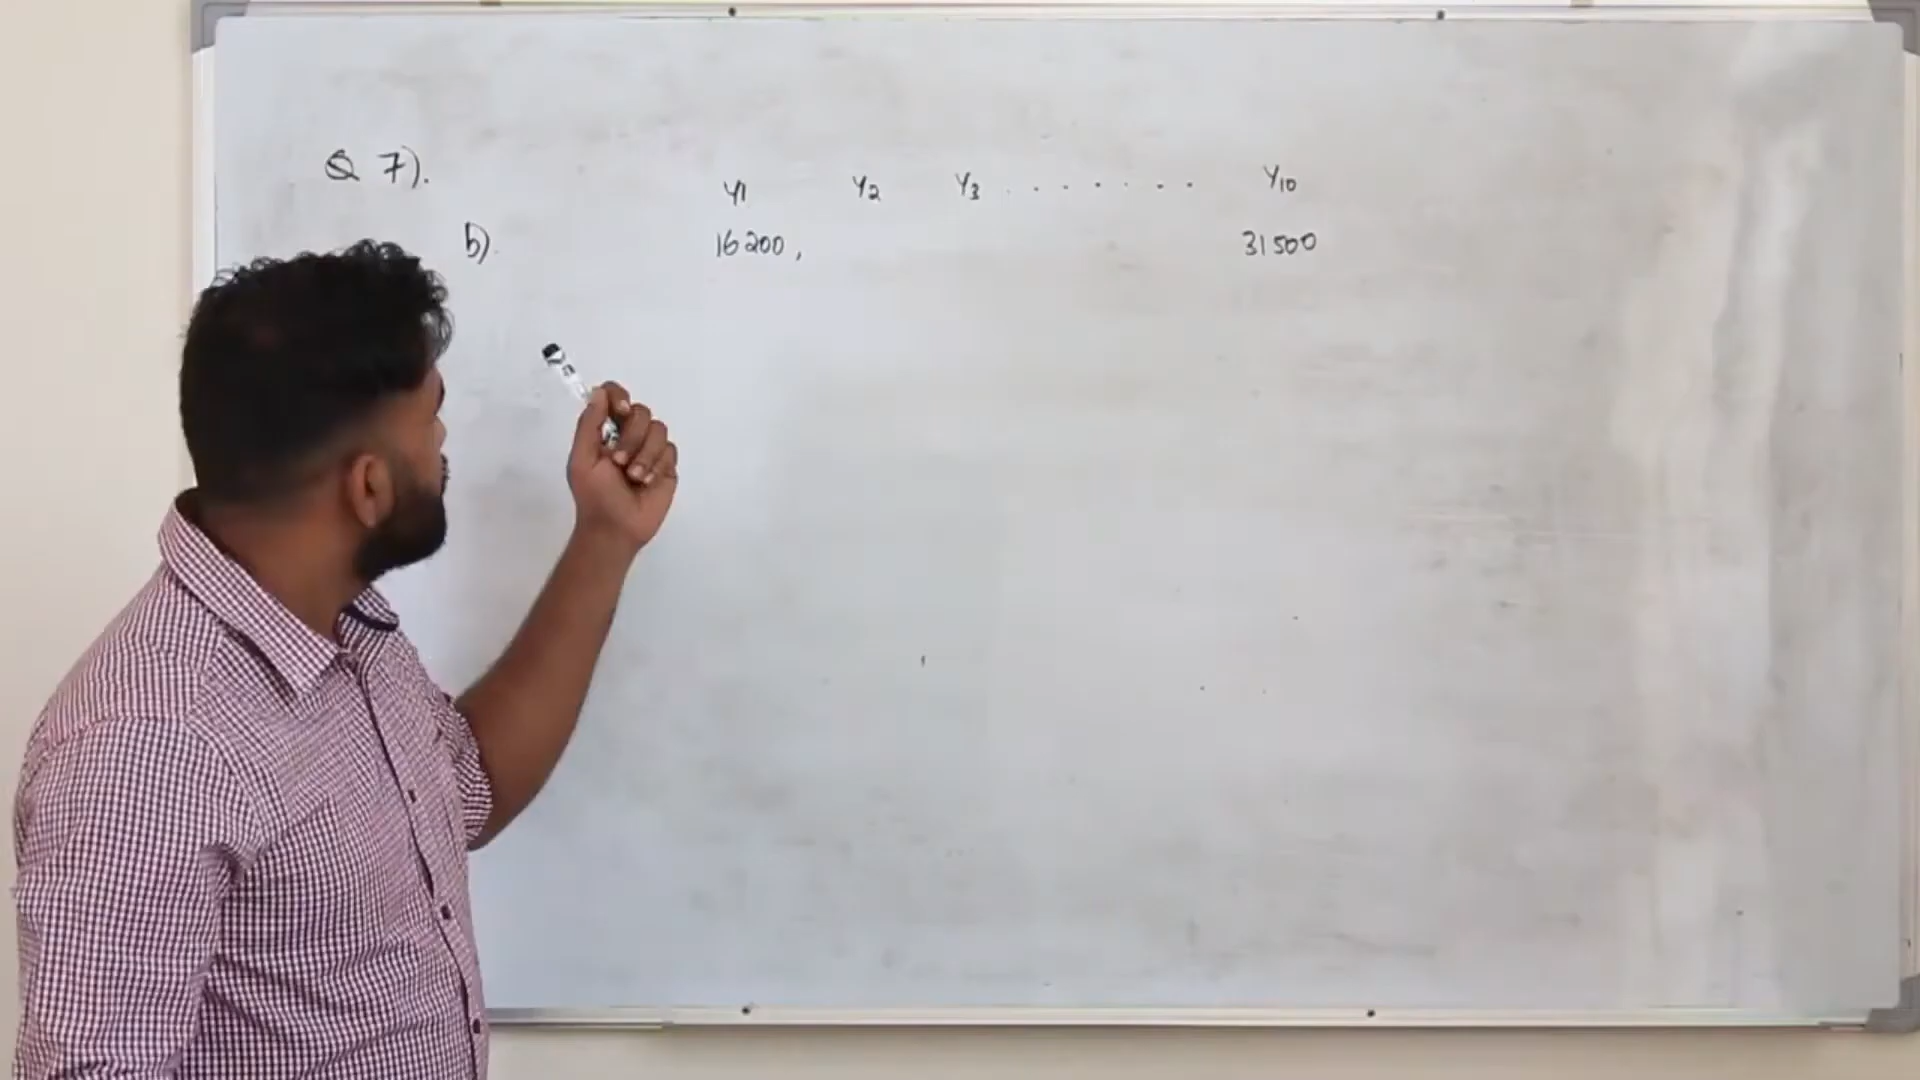 Q 7).
Y1 Y2 Y3 . . . . . . . Y10
b). 16200, 31500